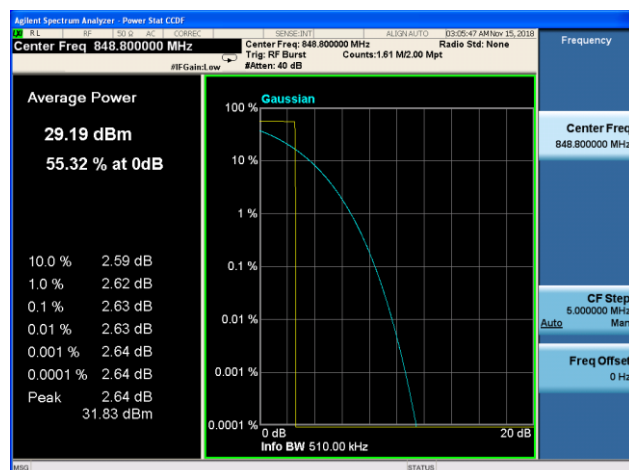 Agilent Spectrum Analyzer - Power Stat CCDF
RL RF 50 Ω AC CORREC SENSE:INT ALIGN AUTO 03:05:47 AM Nov 15, 2018
Center Freq 848.800000 MHz
Center Freq: 848.800000 MHz Radio Std: None
Trig: RF Burst Counts:1.61 M/2.00 Mpt
#IFGain:Low #Atten: 40 dB
Frequency
Average Power
29.19 dBm
55.32 % at 0dB
10.0 % 2.59 dB
1.0 % 2.62 dB
0.1 % 2.63 dB
0.01 % 2.63 dB
0.001 % 2.64 dB
0.0001 % 2.64 dB
Peak 2.64 dB
31.83 dBm
Gaussian
100 %
10 %
1 %
0.1 %
0.01 %
0.001 %
0.0001 %
0 dB 20 dB
Info BW 510.00 kHz
Center Freq
848.800000 MHz
CF Step
5.000000 MHz
Auto Man
Freq Offset
0 Hz
MSG STATUS